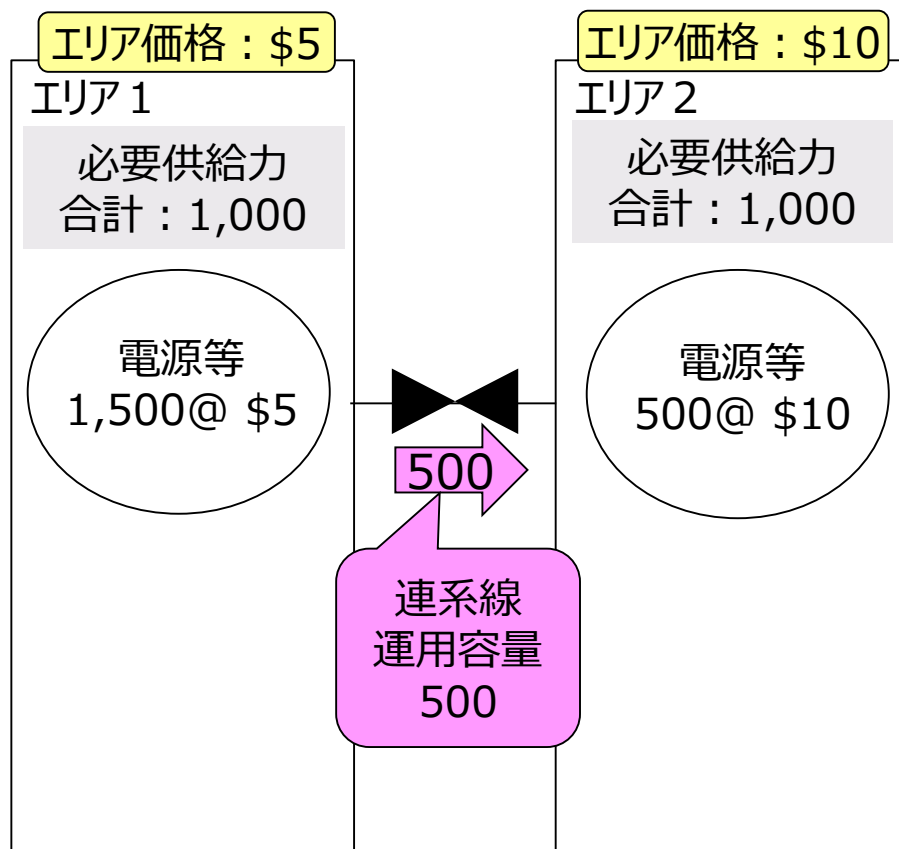 エリア価格：$5
エリア1
必要供給力
合計：1,000
電源等
1,500@ $5
エリア価格：$10
エリア2
必要供給力
合計：1,000
電源等
500@ $10
500
連系線
運用容量
500